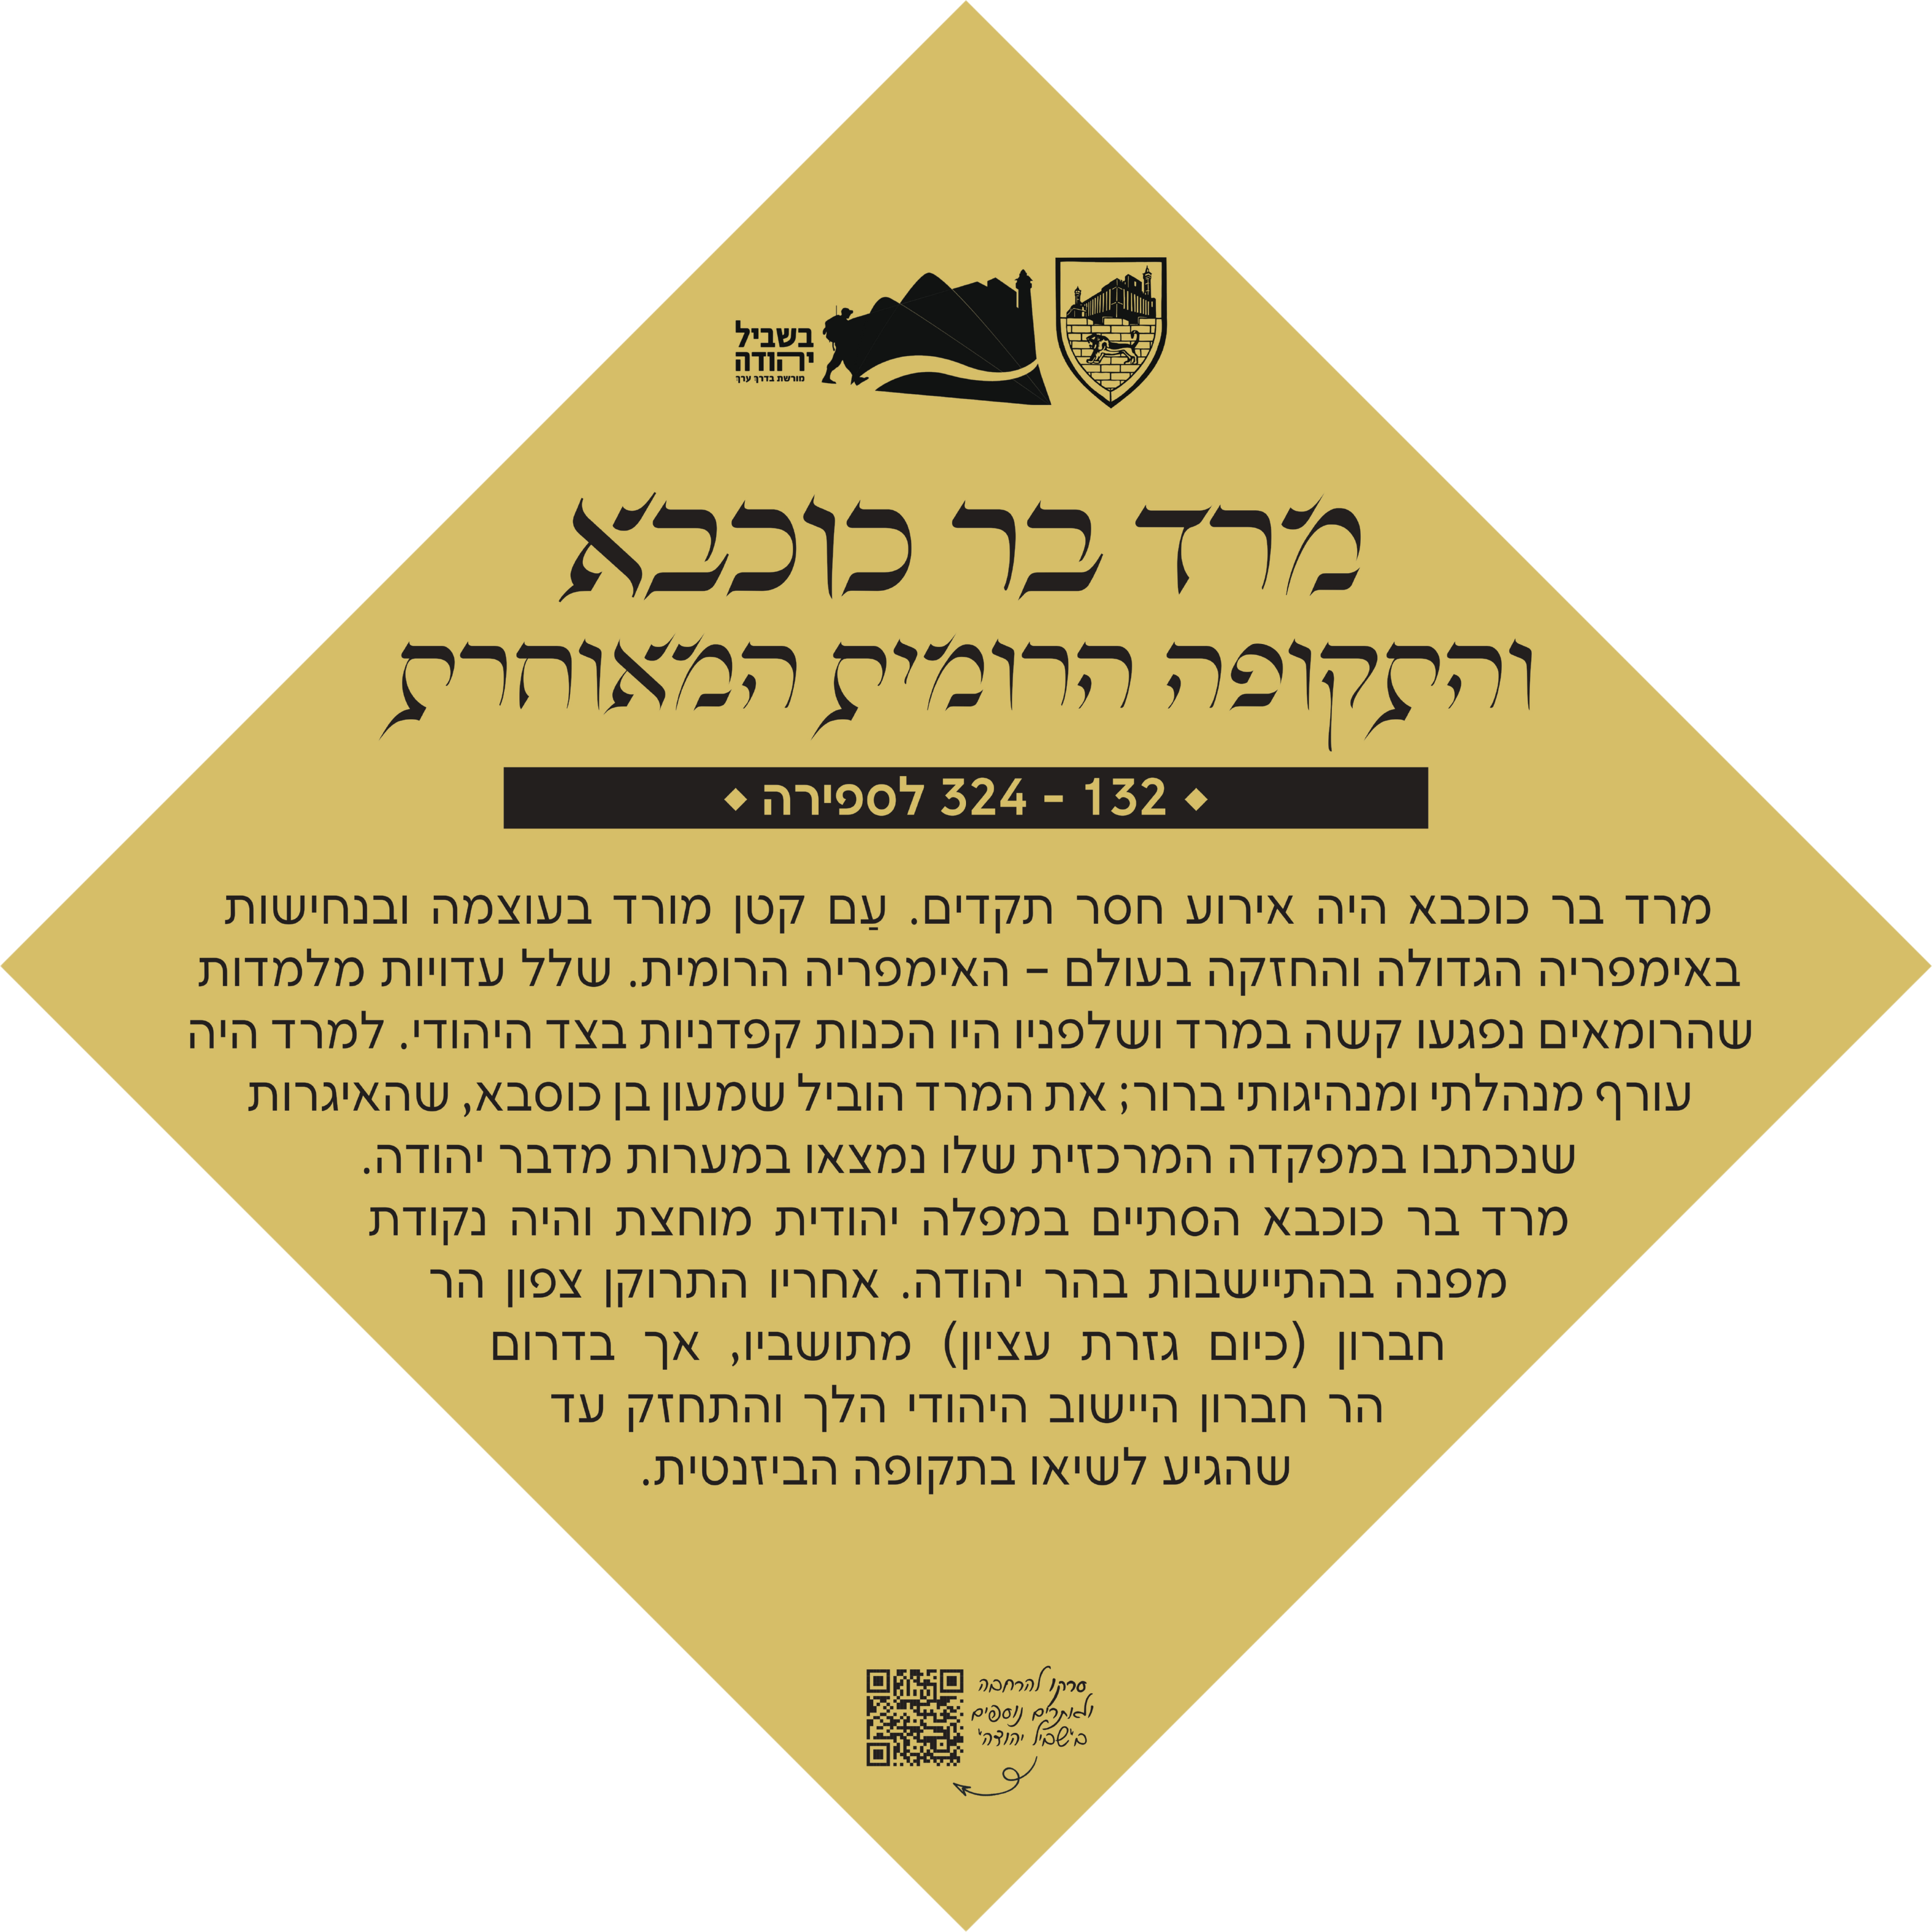 בשביל
יהודה
מורשת בדרך ערך
מרד בר כוכבא
והתקופה הרומית המאוחרת
132 - 324 לספירה
מרד בר כוכבא היה אירוע חסר תקדים. עַם קטן מורד בעוצמה ובנחישות
באימפריה הגדולה והחזקה בעולם – האימפריה הרומית. שלל עדויות מלמדות
שהרומאים נפגעו קשה במרד ושלפניו היו הכנות קפדניות בצד היהודי. למרד היה
עורף מנהלתי ומנהיגותי ברור; את המרד הוביל שמעון בן כוסבא, שהאיגרות
שנכתבו במפקדה המרכזית שלו נמצאו במערות מדבר יהודה.
מרד בר כוכבא הסתיים במפלה יהודית מוחצת והיה נקודת
מפנה בהתיישבות בהר יהודה. אחריו התרוקן צפון הר
חברון (כיום גזרת עציון) מתושביו, אך בדרום
הר חברון היישוב היהודי הלך והתחזק עד
שהגיע לשיאו בתקופה הביזנטית.
סרקו להרחבה
ולאתרים נוספים
ב'שביל יהודה'